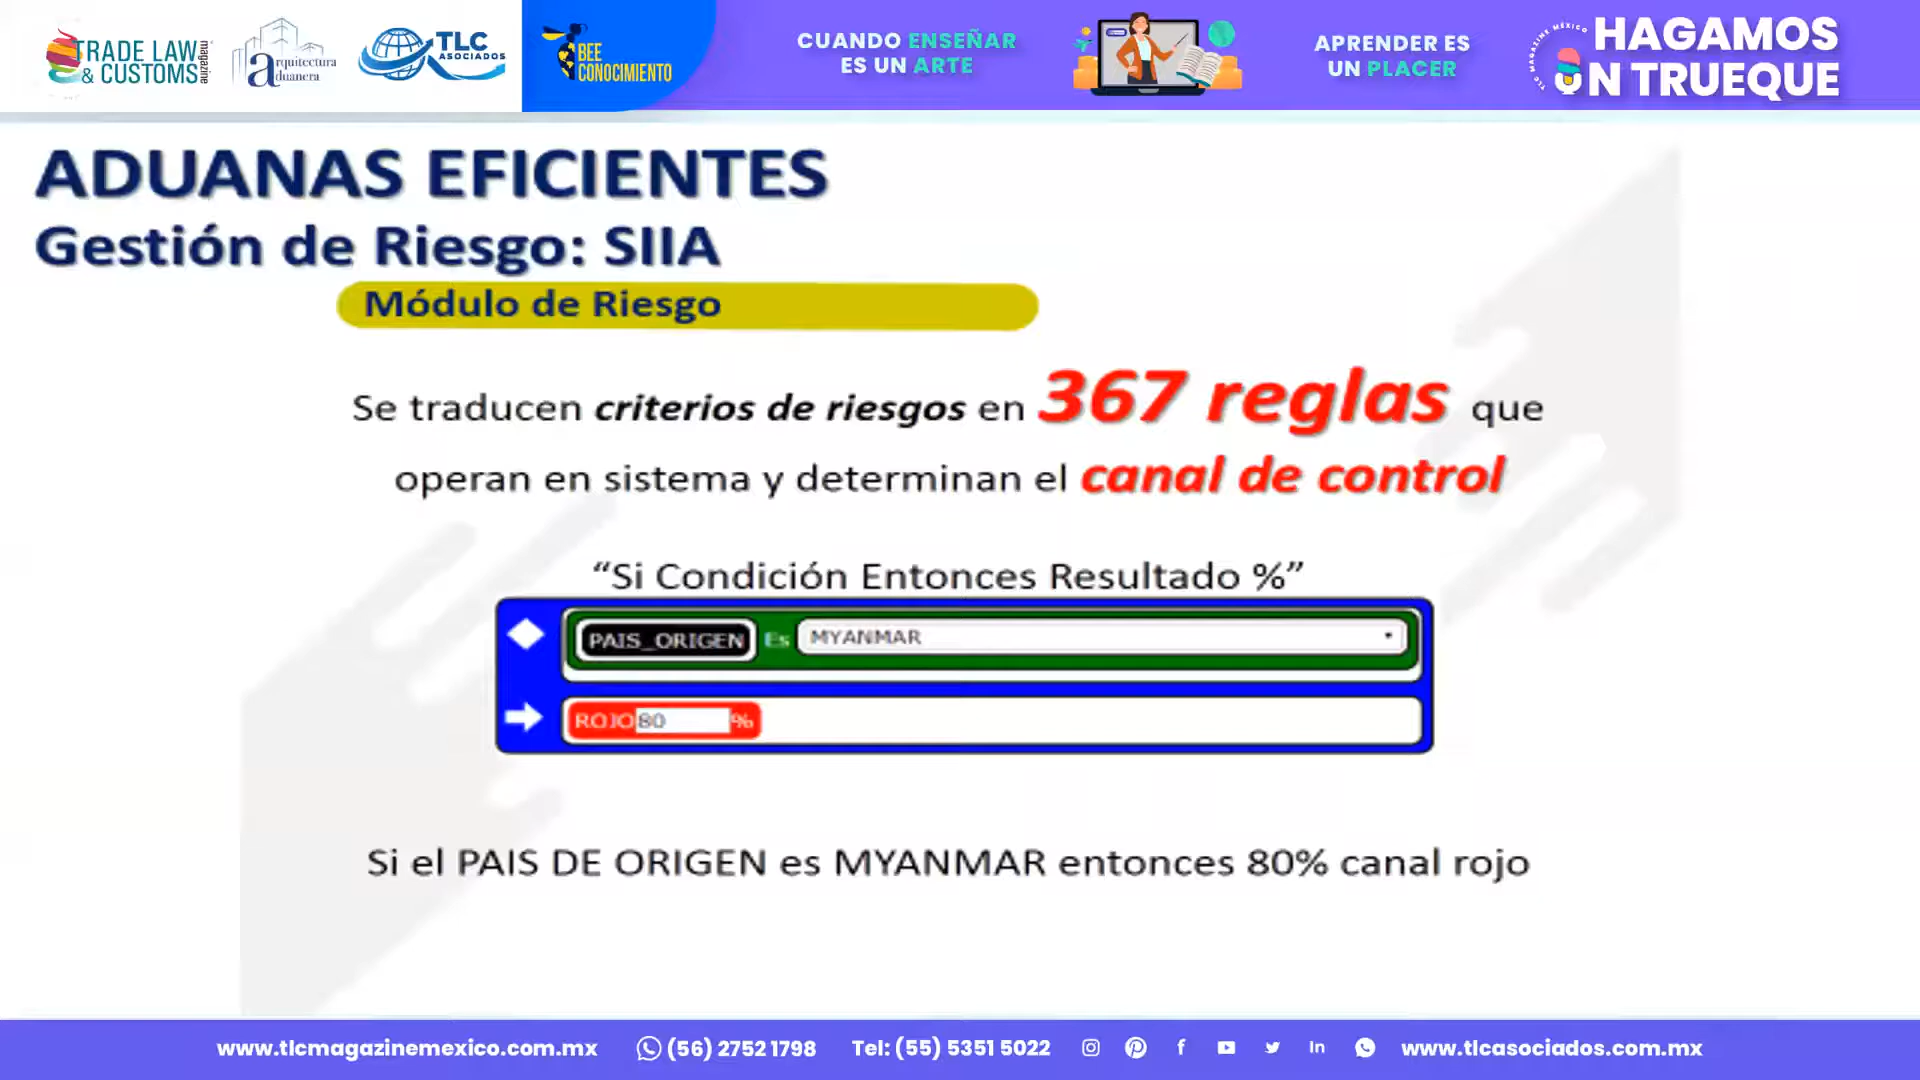 TRADE LAW
& CUSTOMS
magazine
arquitectura
aduanera
TLC
ASOCIADOS
BEE
CONOCIMIENTO
CUANDO ENSEÑAR
ES UN ARTE
APRENDER ES
UN PLACER
TLC MAGAZINE MÉXICO
HAGAMOS
UN TRUEQUE
ADUANAS EFICIENTES
Gestión de Riesgo: SIIA
Módulo de Riesgo
Se traducen criterios de riesgos en 367 reglas que
operan en sistema y determinan el canal de control
“Si Condición Entonces Resultado %”
PAIS_ORIGEN Es MYANMAR
ROJO 80 %
Si el PAIS DE ORIGEN es MYANMAR entonces 80% canal rojo
www.tlcmagazinemexico.com.mx (56) 2752 1798 Tel: (55) 5351 5022 www.tlcasociados.com.mx